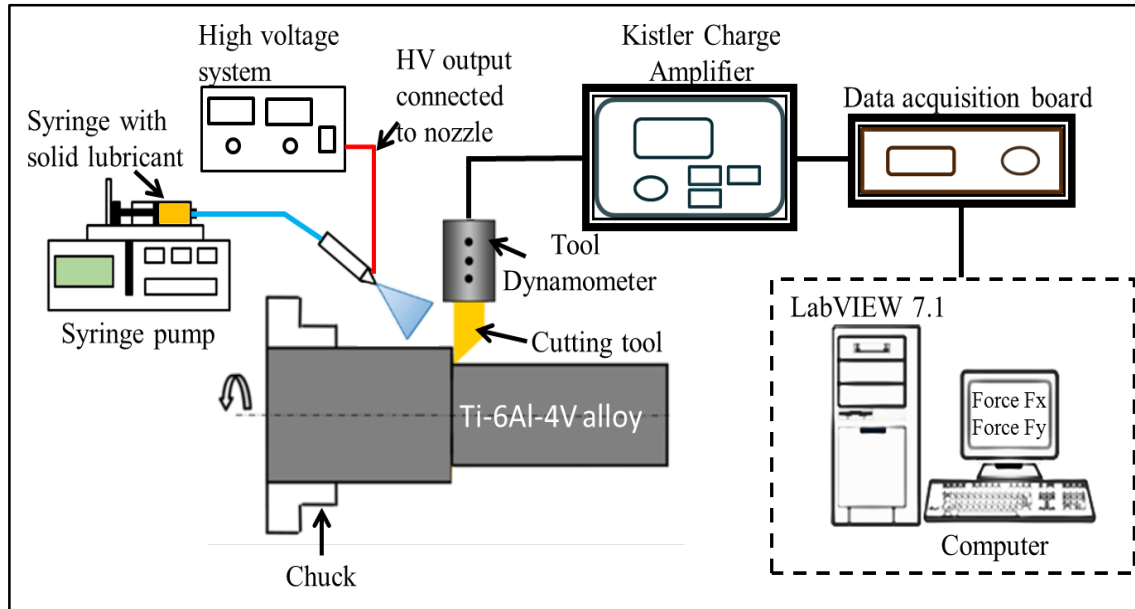 High voltage
system
HV output
connected
to nozzle
Kistler Charge
Amplifier
Data acquisition board
Syringe with
solid lubricant
Syringe pump
Tool
Dynamometer
Cutting tool
Ti-6Al-4V alloy
Chuck
LabVIEW 7.1
Force Fx
Force Fy
Computer